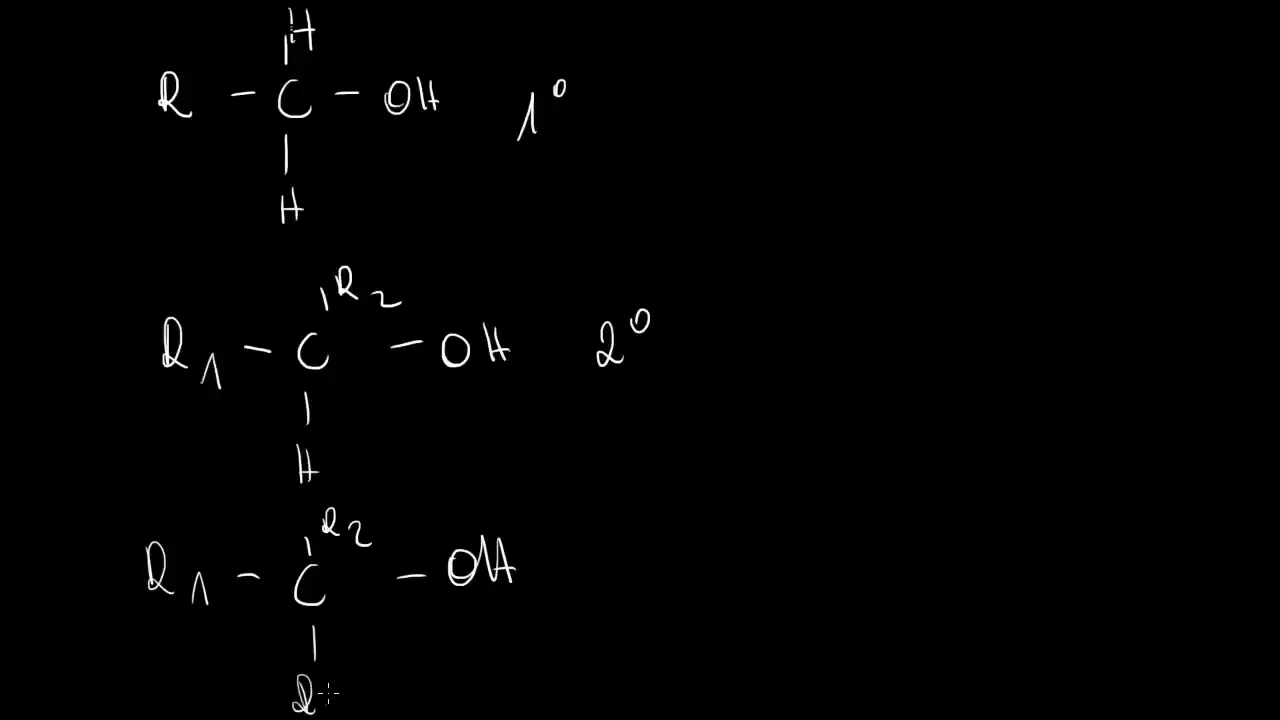 H
R - C - OH 1°
H
R2
R1 - C - OH 2°
H
R2
R1 - C - OH
R